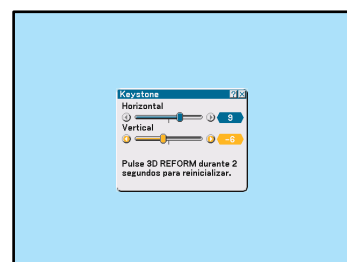 Keystone
Horizontal
9
Vertical
-6
Pulse 3D REFORM durante 2
segundos para reinicializar.